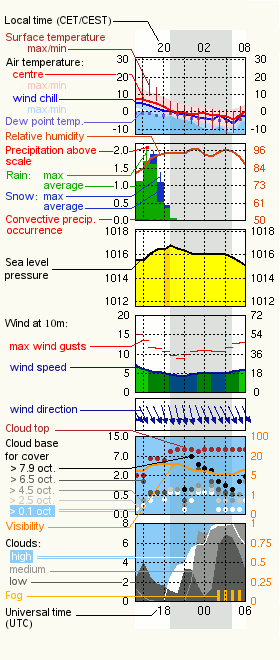 Local time (CET/CEST)
20 02 08
Surface temperature
max/min
Air temperature:
centre
max/min
wind chill
Dew point temp.
30 30
20 20
10 10
0 0
-10 -10
Relative humidity
Precipitation above
scale
Rain: max
average
Snow: max
average
Convective precip.
occurrence
2.0 96
1.5 84
1.0 73
0.5 61
0.0 50
Sea level
pressure
1018 1018
1016 1016
1014 1014
1012 1012
Wind at 10m:
max wind gusts
wind speed
20 72
15 54
10 36
5 18
0 0
wind direction
Cloud top
Cloud base
for cover
> 7.9 oct.
> 6.5 oct.
> 4.5 oct.
> 2.5 oct.
> 0.1 oct.
Visibility
15.0 100
7.0 20
2.0 5
0.5 1
0.0 0
Clouds:
high
medium
low
Fog
8 1
6 0.75
4 0.5
2 0.25
0 0
Universal time
(UTC)
18 00 06